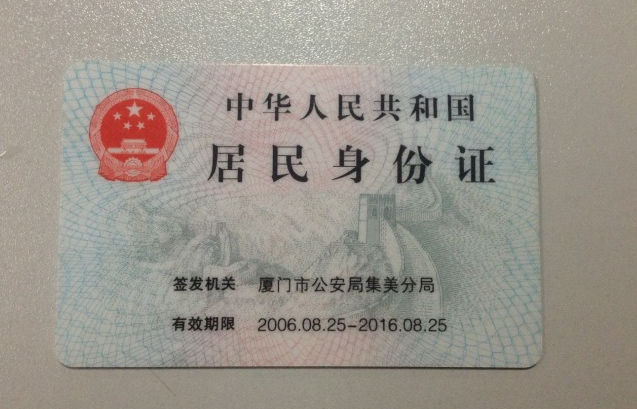 中华人民共和国
居民身份证
签发机关 厦门市公安局集美分局
有效期限 2006.08.25-2016.08.25